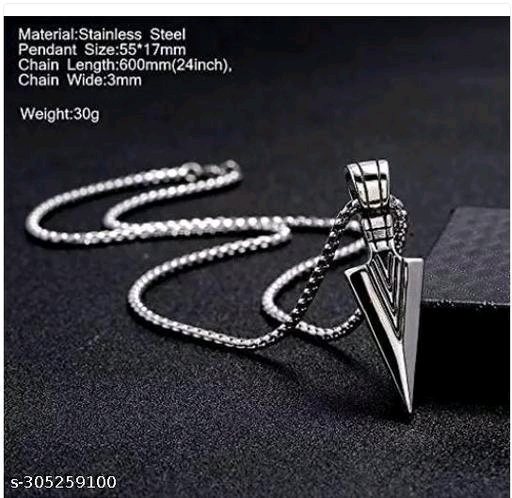 Material:Stainless Steel
Pendant Size:55*17mm
Chain Length:600mm(24inch),
Chain Wide:3mm
Weight:30g
s-305259100